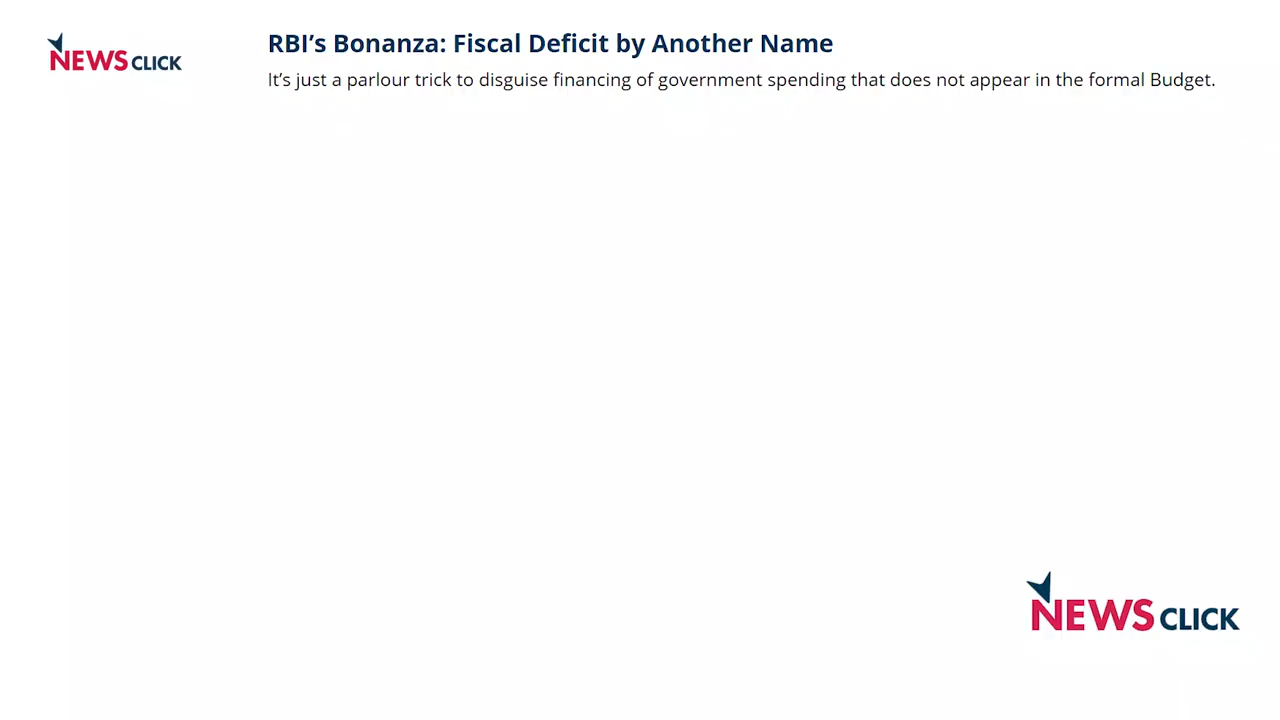 NEWSCLICK
RBI’s Bonanza: Fiscal Deficit by Another Name
It’s just a parlour trick to disguise financing of government spending that does not appear in the formal Budget.
NEWSCLICK